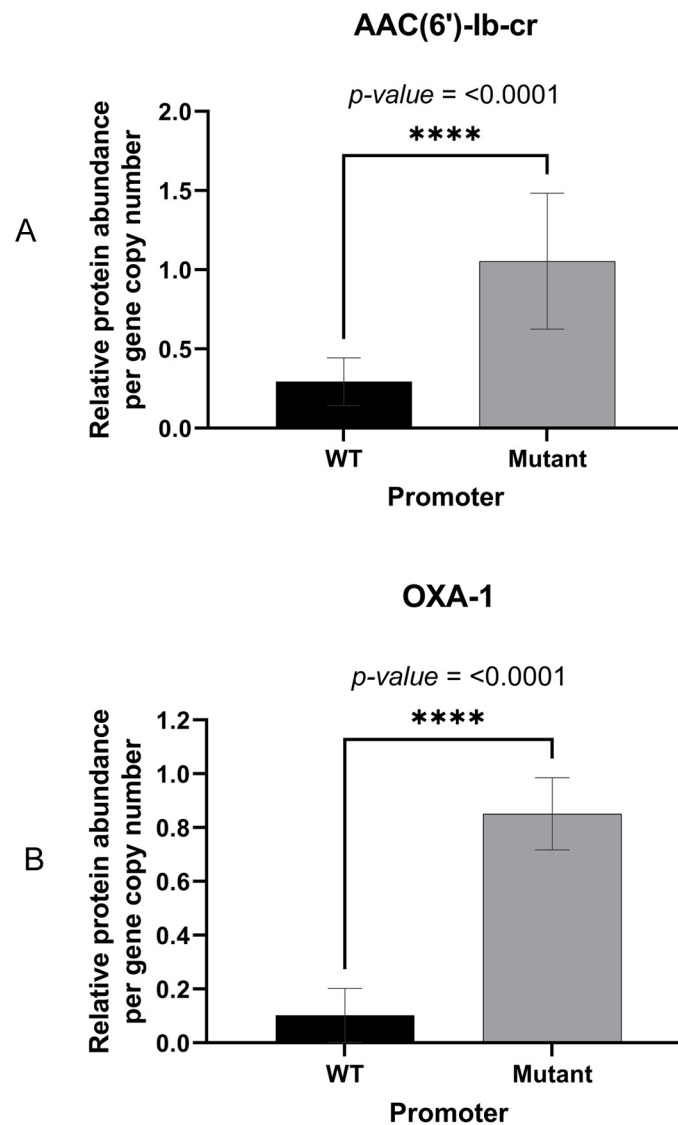 AAC(6')-Ib-cr
p-value = <0.0001
****
2.0
1.5
1.0
0.5
0.0
Relative protein abundance
per gene copy number
A
WT
Mutant
Promoter
OXA-1
p-value = <0.0001
****
1.2
1.0
0.8
0.6
0.4
0.2
0.0
Relative protein abundance
per gene copy number
B
WT
Mutant
Promoter